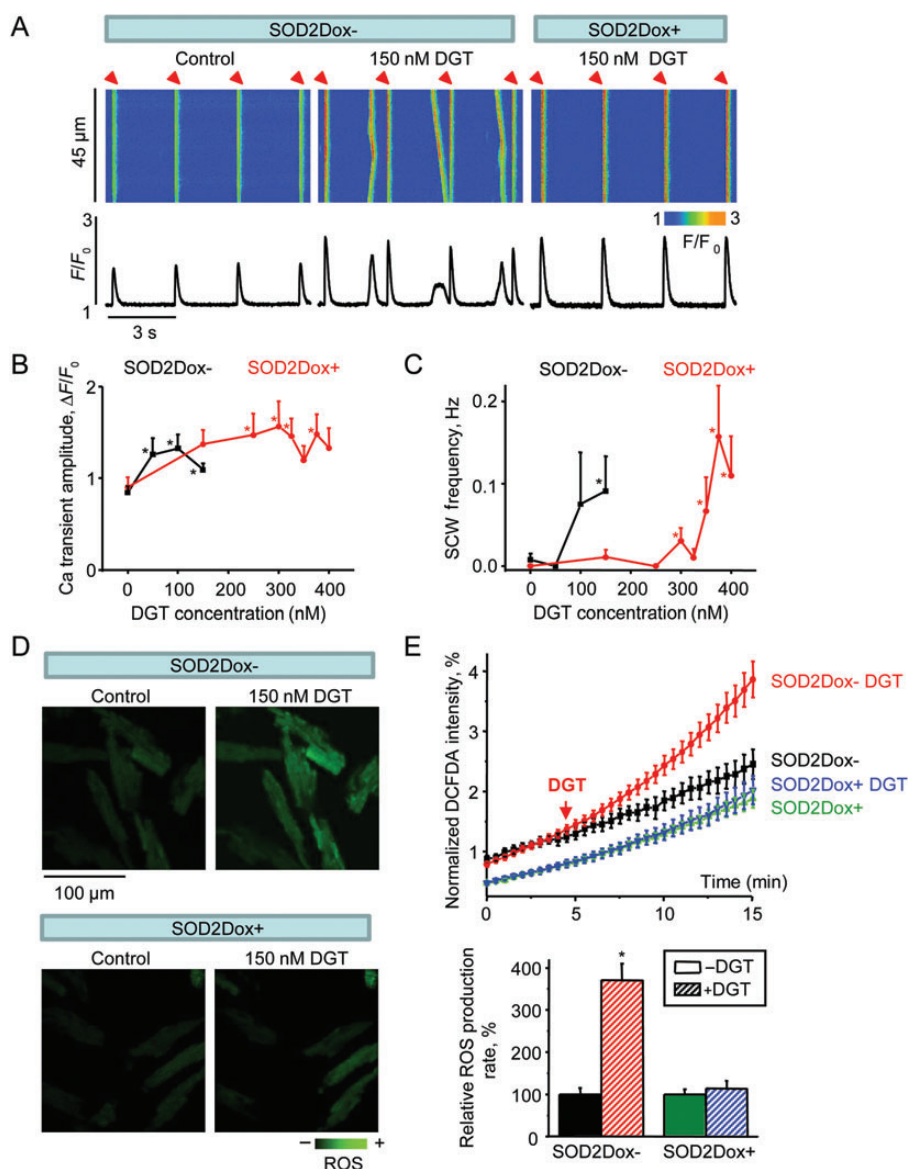 A
SOD2Dox- SOD2Dox+
Control 150 nM DGT 150 nM DGT
45 µm
3
F/F0
1
1 3
F/F 0
3 s
B
SOD2Dox- SOD2Dox+
Ca transient amplitude, ΔF/F0
2
1
0
0 100 200 300 400
DGT concentration (nM)
* * * * * * *
C
SOD2Dox- SOD2Dox+
SCW frequency, Hz
0.2
0.1
0.0
0 100 200 300 400
DGT concentration (nM)
* * * * *
D
SOD2Dox-
Control 150 nM DGT
100 µm
SOD2Dox+
Control 150 nM DGT
– +
ROS
E
Normalized DCFDA intensity, %
4
3
2
1
DGT
SOD2Dox- DGT
SOD2Dox-
SOD2Dox+ DGT
SOD2Dox+
Time (min)
0 5 10 15
Relative ROS production
rate, %
400
300
200
100
0
*
–DGT
+DGT
SOD2Dox- SOD2Dox+